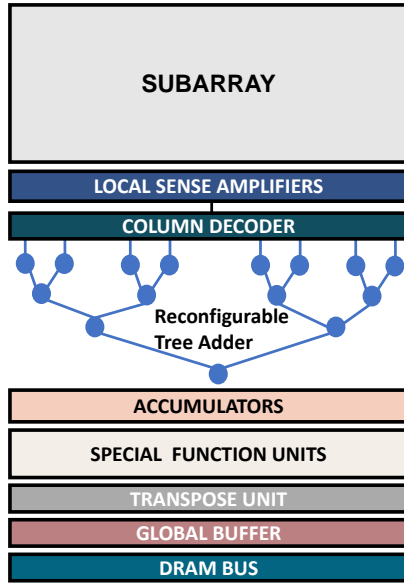 SUBARRAY
LOCAL SENSE AMPLIFIERS
COLUMN DECODER
Reconfigurable
Tree Adder
ACCUMULATORS
SPECIAL FUNCTION UNITS
TRANSPOSE UNIT
GLOBAL BUFFER
DRAM BUS